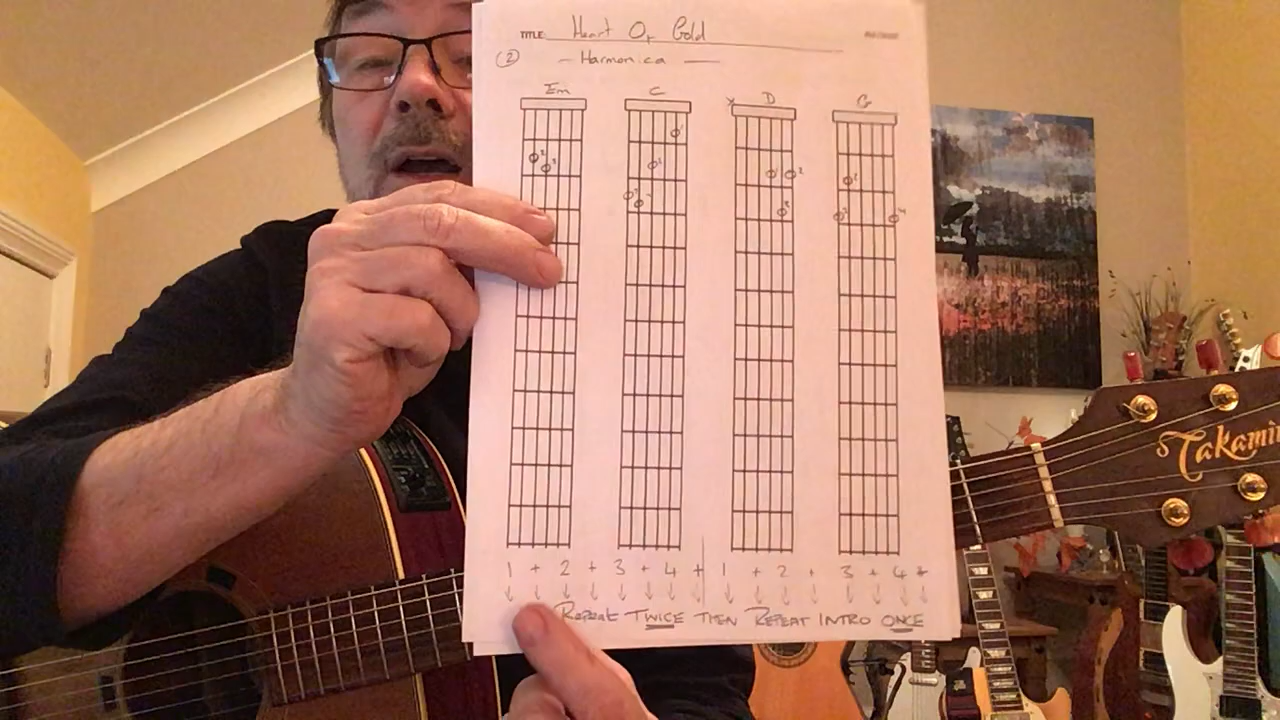 TITLE: Heart Of Gold
② — Harmonica —
Em C D G
x
1 + 2 + 3 + 4 + 1 + 2 + 3 + 4 +
Repeat TWICE THEN REPEAT INTRO ONCE
Takamin